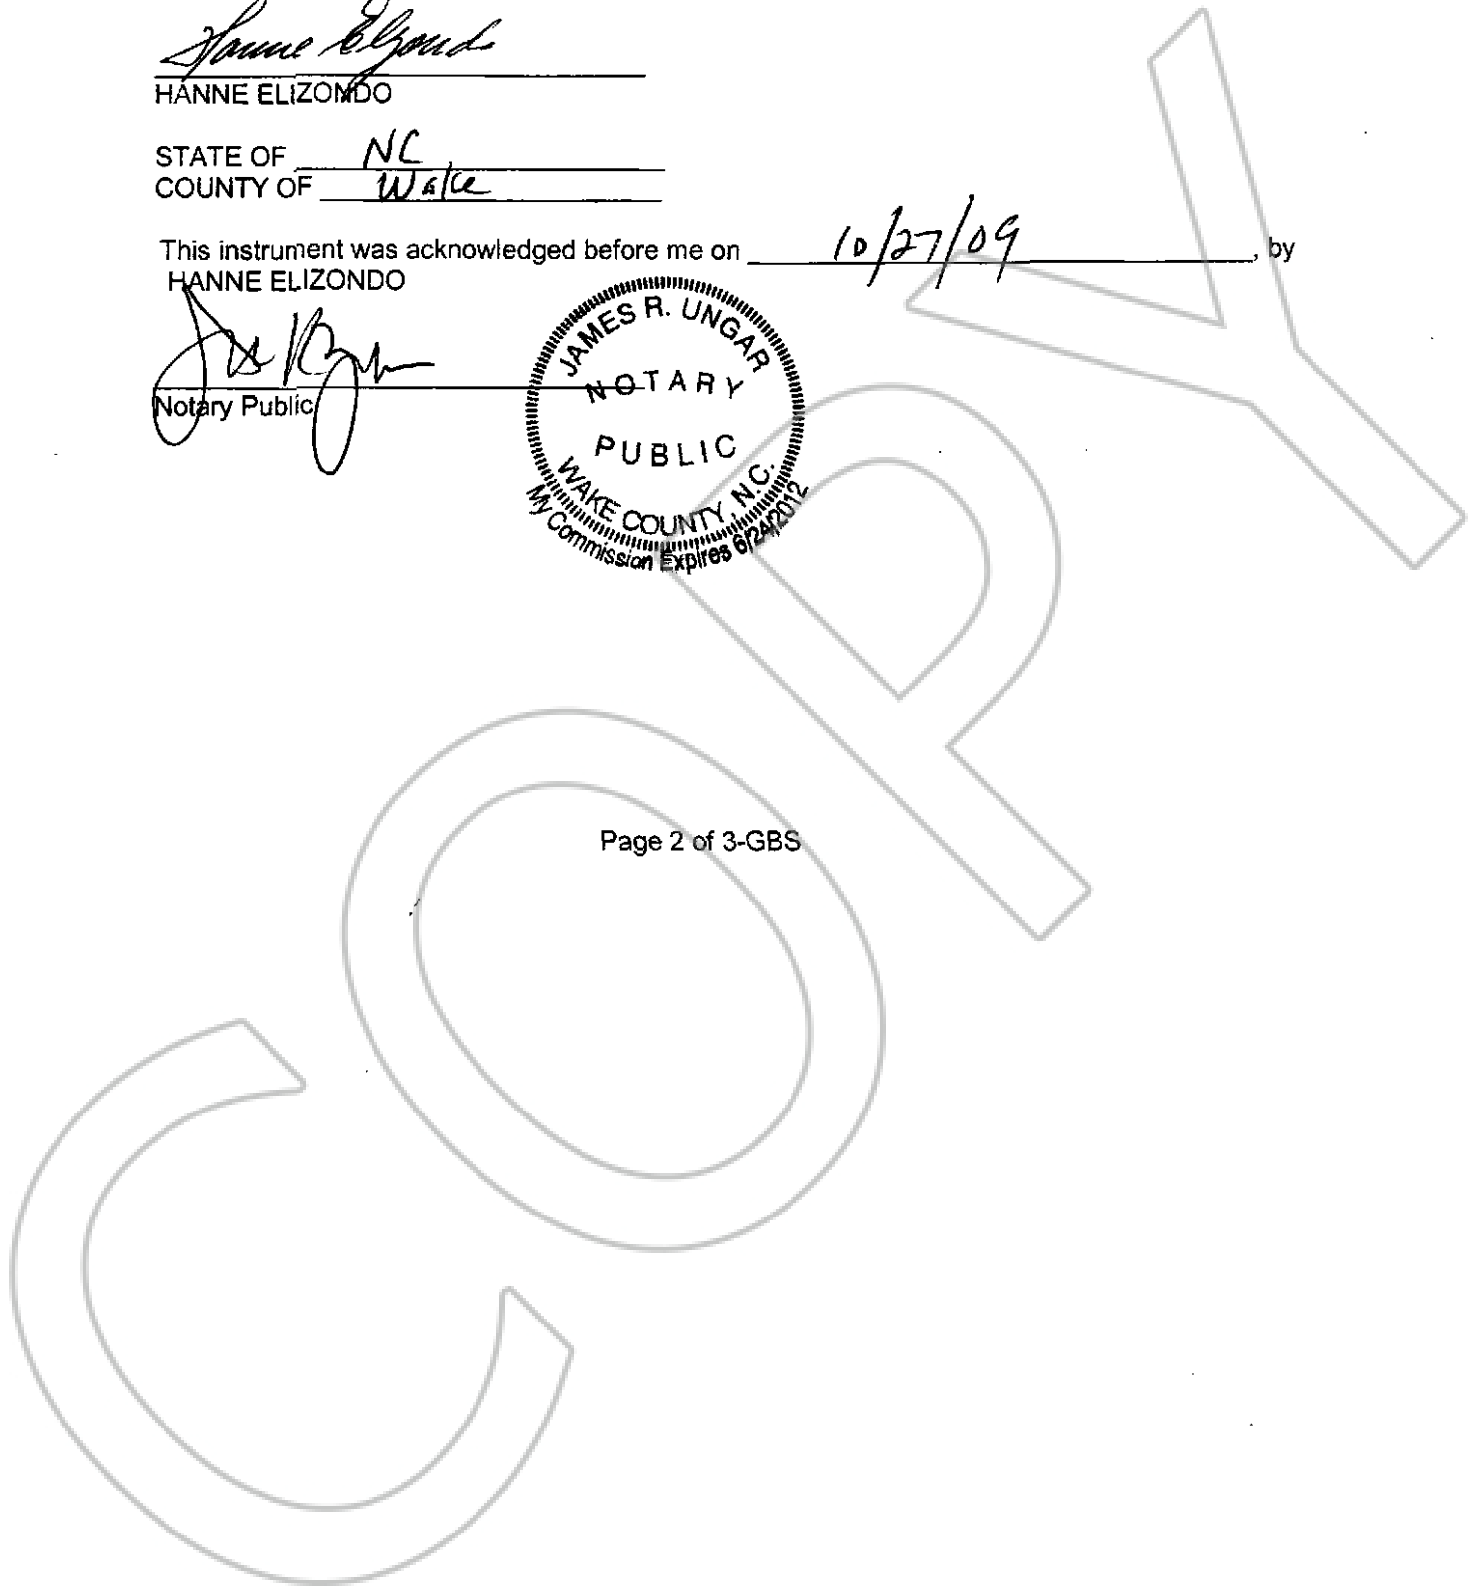 Hanne Elizondo
HANNE ELIZONDO
STATE OF NC
COUNTY OF Wake
This instrument was acknowledged before me on 10/27/09, by
HANNE ELIZONDO
Notary Public
JAMES R. UNGAR
NOTARY
PUBLIC
WAKE COUNTY, N.C.
My Commission Expires 6/24/2012
Page 2 of 3-GBS
COPY